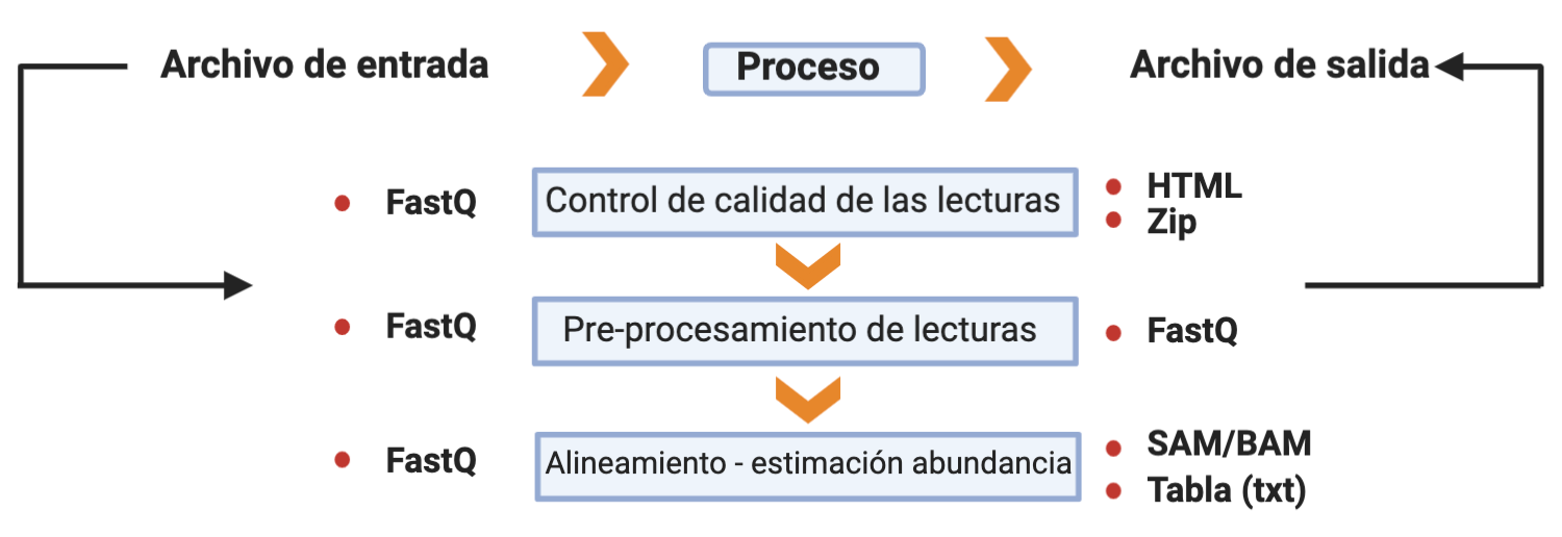 Archivo de entrada
Proceso
Archivo de salida
FastQ
Control de calidad de las lecturas
HTML
Zip
FastQ
Pre-procesamiento de lecturas
FastQ
FastQ
Alineamiento - estimación abundancia
SAM/BAM
Tabla (txt)